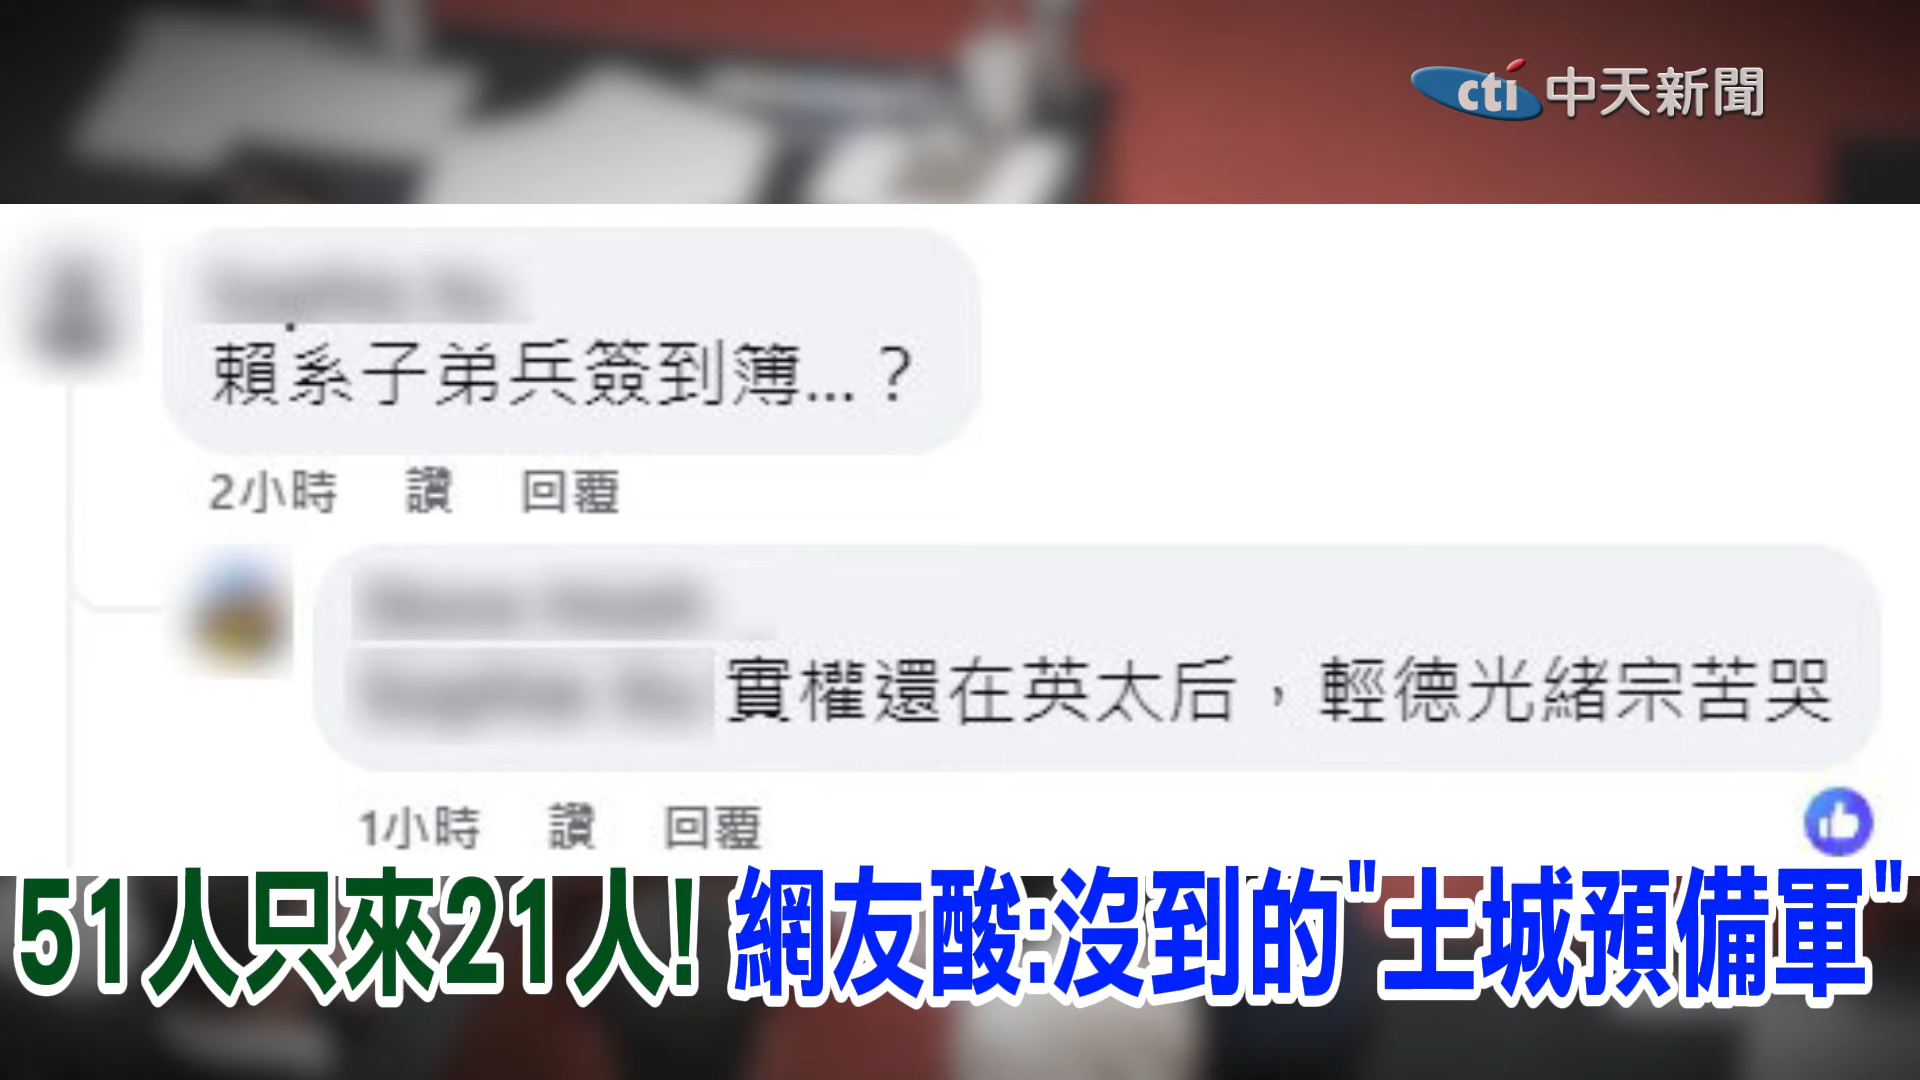 cti 中天新聞
賴系子弟兵簽到簿...？
2小時 讚 回覆
實權還在英太后，輕德光緒宗苦哭
1小時 讚 回覆
51人只來21人! 網友酸:沒到的"土城預備軍"